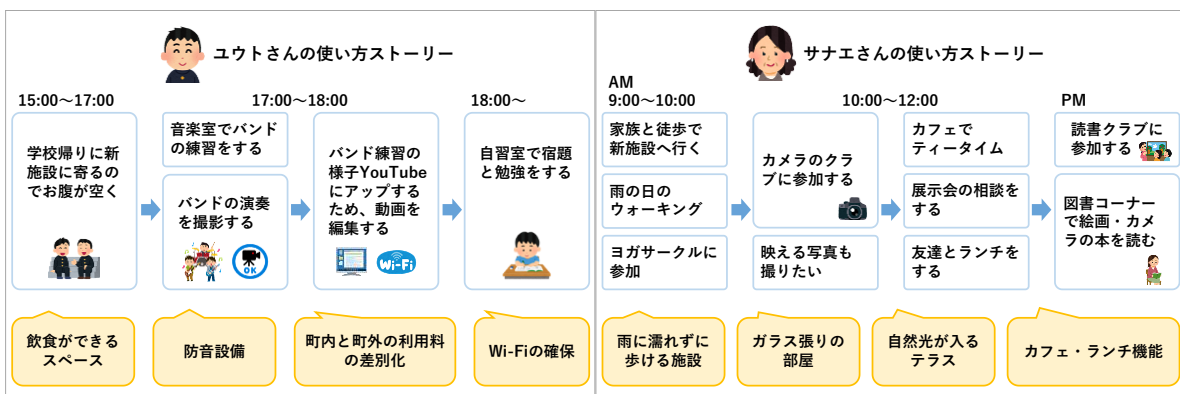 ユウトさんの使い方ストーリー
15:00〜17:00
17:00〜18:00
18:00〜
学校帰りに新
施設に寄るの
でお腹が空く
音楽室でバンド
の練習をする
バンドの演奏
を撮影する
OK
バンド練習の
様子YouTube
にアップする
ため、動画を
編集する
Wi-Fi
自習室で宿題
と勉強をする
飲食ができる
スペース
防音設備
町内と町外の利用料
の差別化
Wi-Fiの確保
サナエさんの使い方ストーリー
AM
9:00〜10:00
10:00〜12:00
PM
家族と徒歩で
新施設へ行く
雨の日の
ウォーキング
ヨガサークルに
参加
カメラのクラ
ブに参加する
映える写真も
撮りたい
カフェで
ティータイム
展示会の相談を
する
友達とランチを
する
読書クラブに
参加する
図書コーナー
で絵画・カメ
ラの本を読む
雨に濡れずに
歩ける施設
ガラス張りの
部屋
自然光が入る
テラス
カフェ・ランチ機能